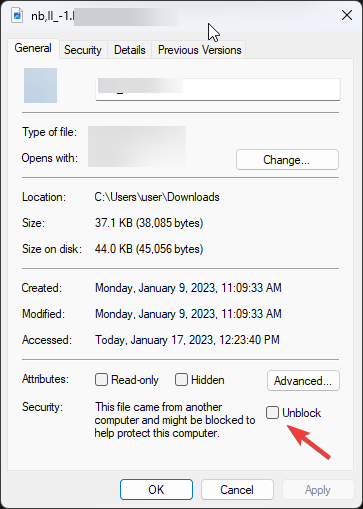 nb,ll_-1.
General Security Details Previous Versions
Type of file:
Opens with: Change...
Location: C:\Users\user\Downloads
Size: 37.1 KB (38,085 bytes)
Size on disk: 44.0 KB (45,056 bytes)
Created: Monday, January 9, 2023, 11:09:33 AM
Modified: Monday, January 9, 2023, 11:09:33 AM
Accessed: Today, January 17, 2023, 12:23:40 PM
Attributes: Read-only Hidden Advanced...
Security: This file came from another
computer and might be blocked to Unblock
help protect this computer.
OK Cancel Apply